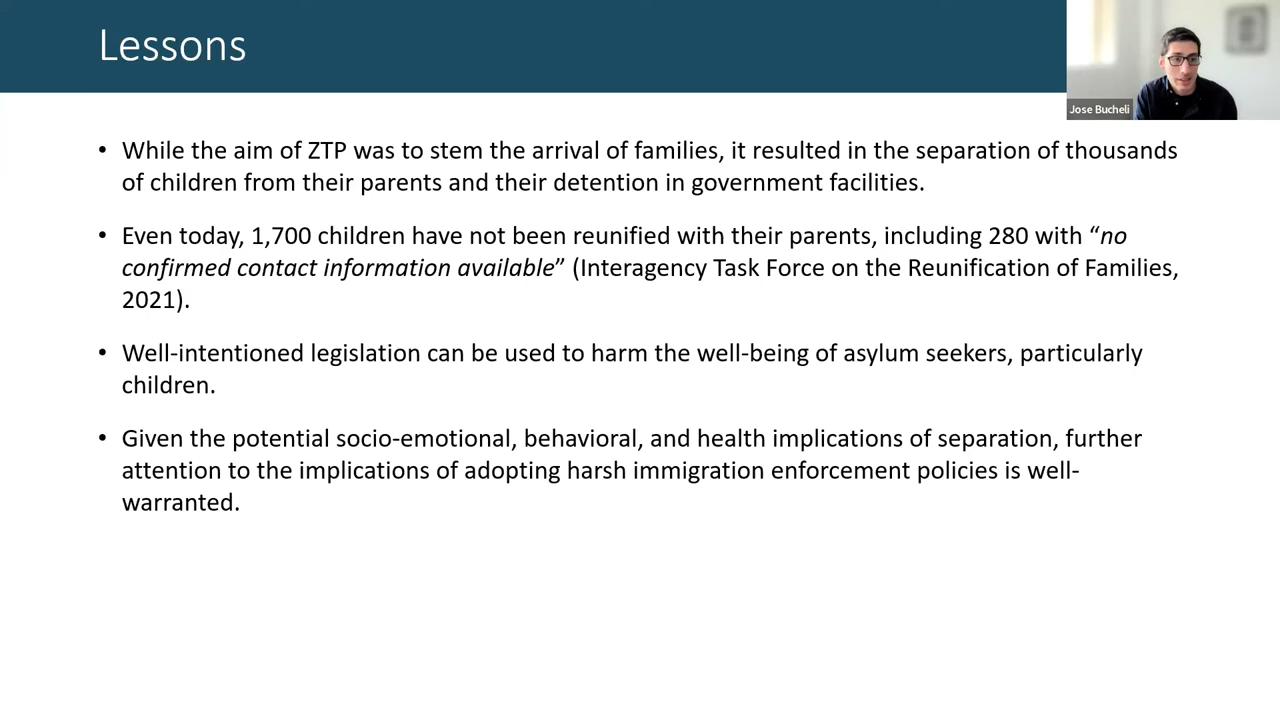 Lessons
Jose Bucheli
• While the aim of ZTP was to stem the arrival of families, it resulted in the separation of thousands
of children from their parents and their detention in government facilities.
• Even today, 1,700 children have not been reunified with their parents, including 280 with “no
confirmed contact information available” (Interagency Task Force on the Reunification of Families,
2021).
• Well-intentioned legislation can be used to harm the well-being of asylum seekers, particularly
children.
• Given the potential socio-emotional, behavioral, and health implications of separation, further
attention to the implications of adopting harsh immigration enforcement policies is well-
warranted.